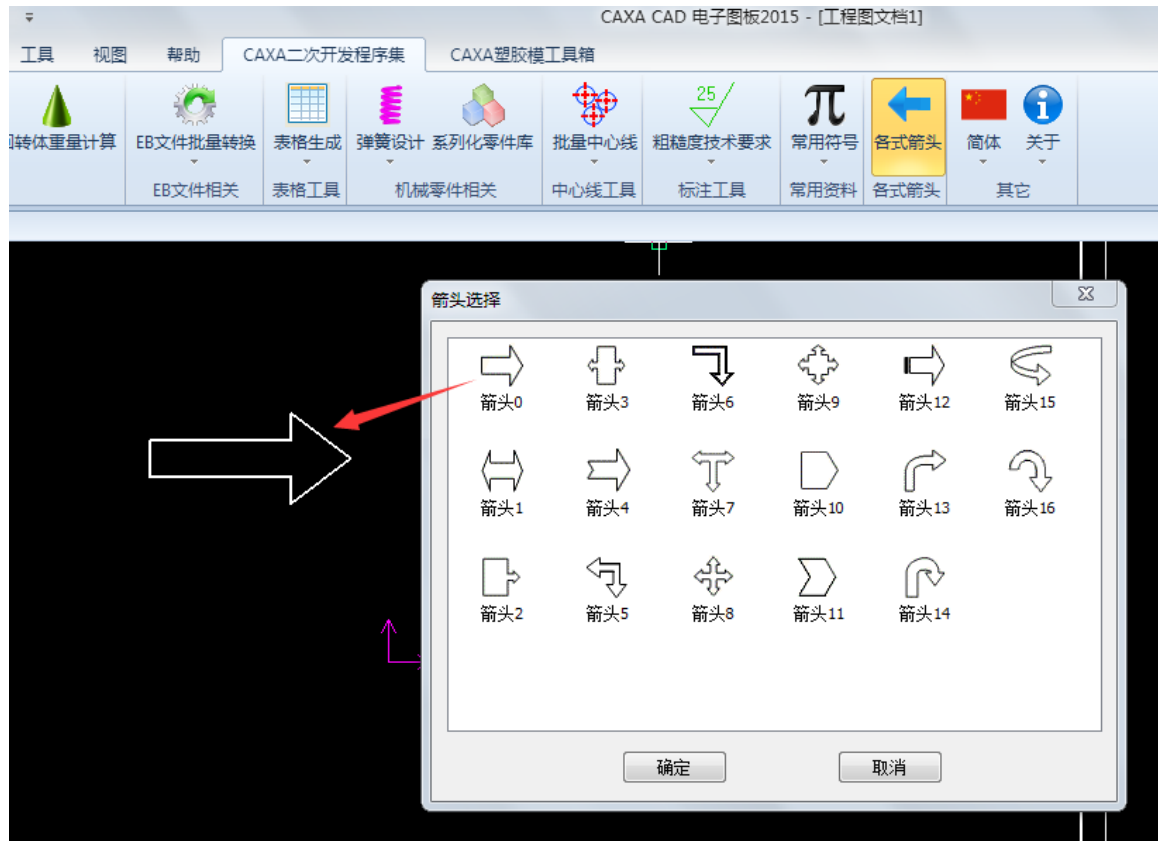 CAXA CAD 电子图板2015 - [工程图文档1]
工具 视图 帮助 CAXA二次开发程序集 CAXA塑胶模工具箱
25
转体重量计算 EB文件批量转换 表格生成 弹簧设计 系列化零件库 批量中心线 粗糙度技术要求 常用符号 各式箭头 简体 关于
EB文件相关 表格工具 机械零件相关 中心线工具 标注工具 常用资料 各式箭头 其它
箭头选择
箭头0 箭头3 箭头6 箭头9 箭头12 箭头15
箭头1 箭头4 箭头7 箭头10 箭头13 箭头16
箭头2 箭头5 箭头8 箭头11 箭头14
确定 取消